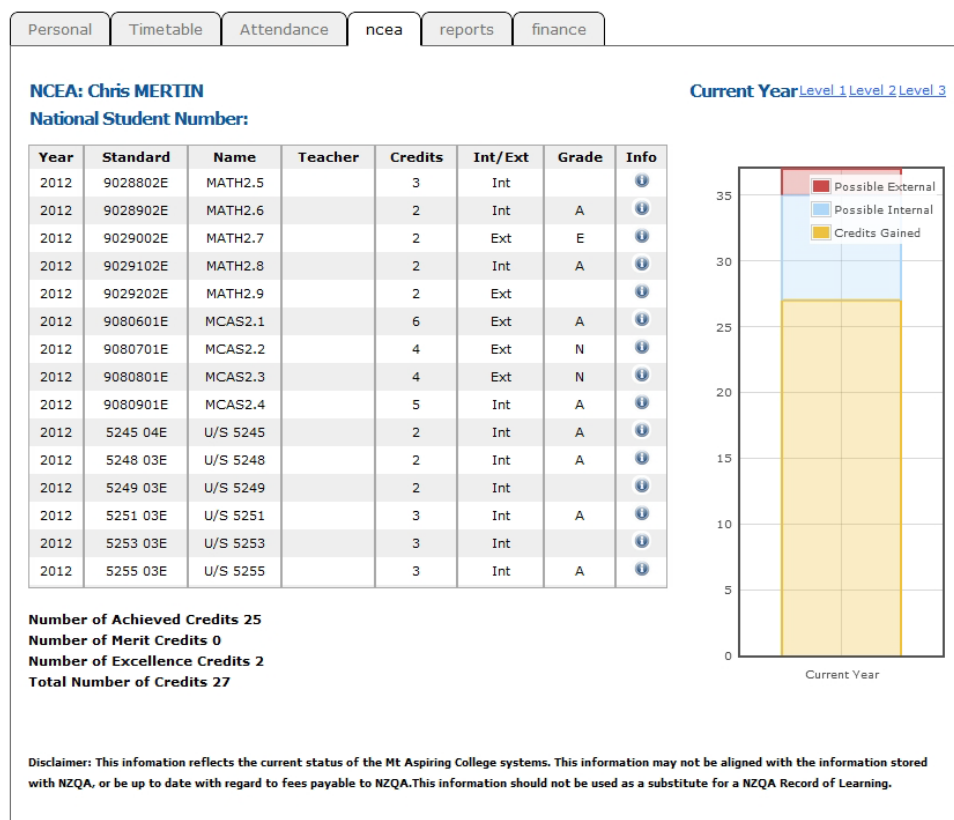 Personal Timetable Attendance ncea reports finance
NCEA: Chris MERTIN
Current Year Level 1 Level 2 Level 3
National Student Number:
Year Standard Name Teacher Credits Int/Ext Grade Info
2012 9028802E MATH2.5 3 Int
2012 9028902E MATH2.6 2 Int A
2012 9029002E MATH2.7 2 Ext E
2012 9029102E MATH2.8 2 Int A
2012 9029202E MATH2.9 2 Ext
2012 9080601E MCAS2.1 6 Ext A
2012 9080701E MCAS2.2 4 Ext N
2012 9080801E MCAS2.3 4 Ext N
2012 9080901E MCAS2.4 5 Int A
2012 5245 04E U/S 5245 2 Int A
2012 5248 03E U/S 5248 2 Int A
2012 5249 03E U/S 5249 2 Int
2012 5251 03E U/S 5251 3 Int A
2012 5253 03E U/S 5253 3 Int
2012 5255 03E U/S 5255 3 Int A
Number of Achieved Credits 25
Number of Merit Credits 0
Number of Excellence Credits 2
Total Number of Credits 27
Possible External
Possible Internal
Credits Gained
35
30
25
20
15
10
5
0
Current Year
Disclaimer: This infomation reflects the current status of the Mt Aspiring College systems. This information may not be aligned with the information stored
with NZQA, or be up to date with regard to fees payable to NZQA.This information should not be used as a substitute for a NZQA Record of Learning.